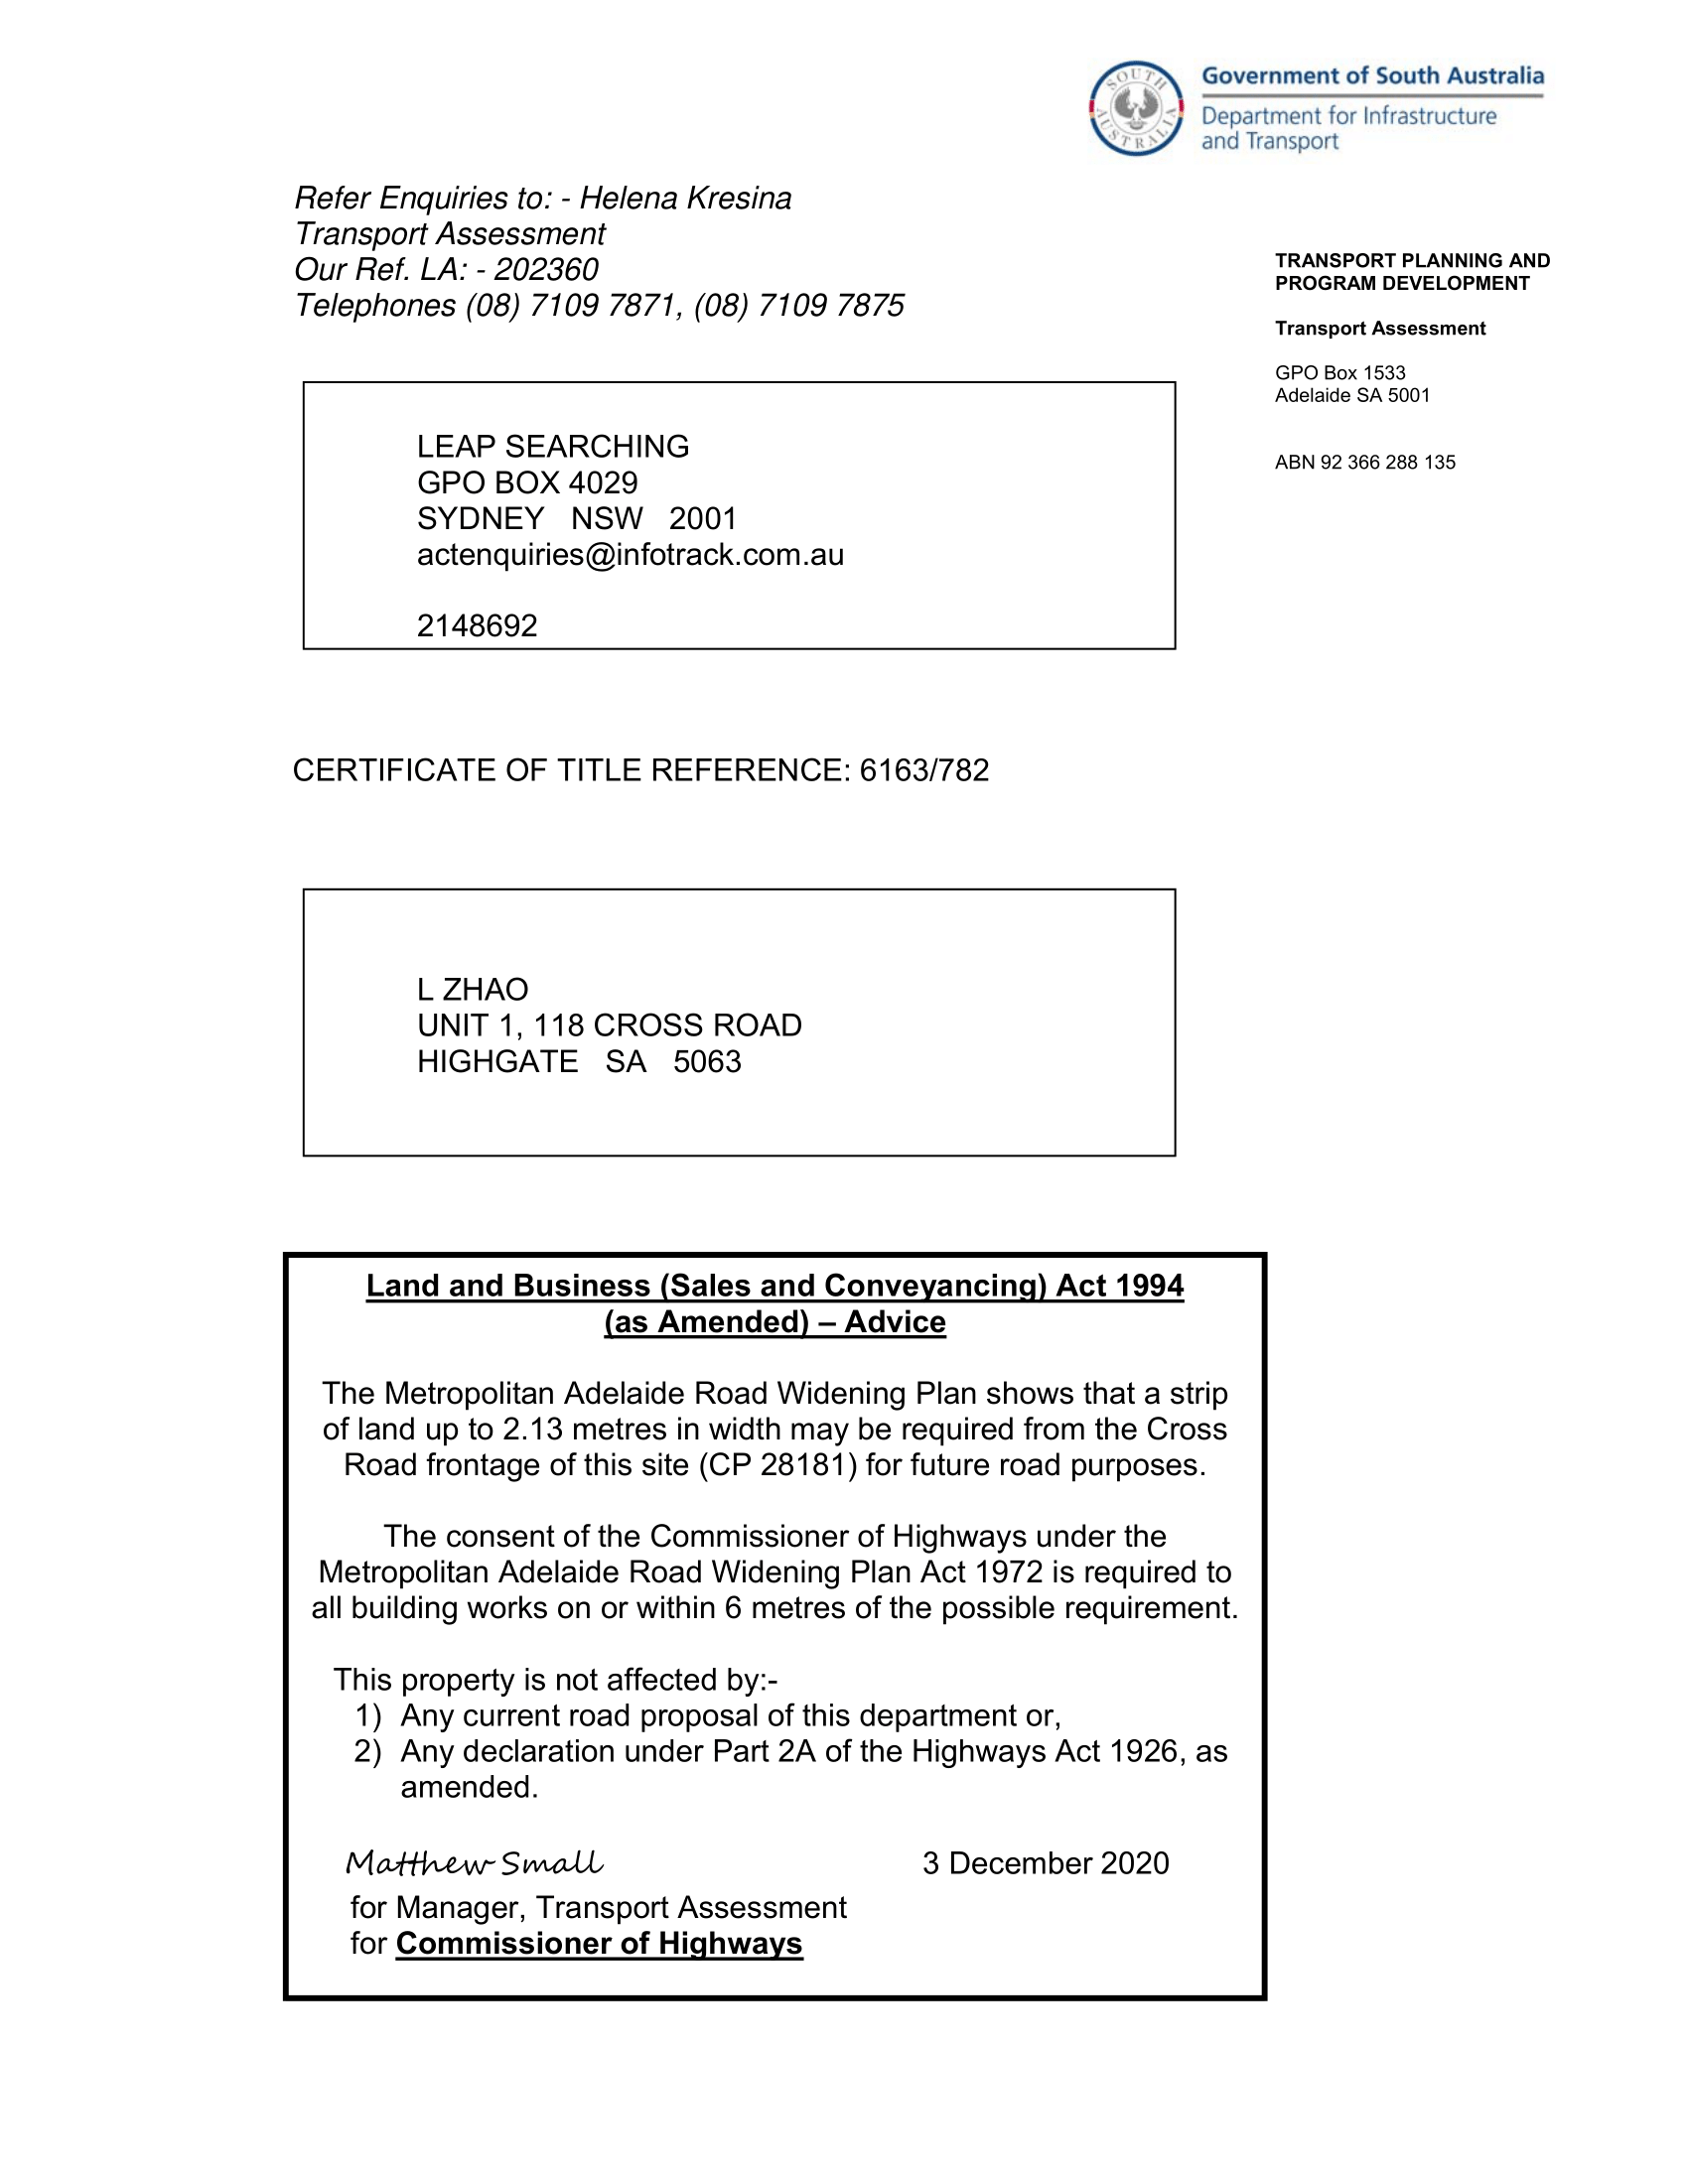 SOUTH AUSTRALIA
Government of South Australia
Department for Infrastructure
and Transport
Refer Enquiries to: - Helena Kresina
Transport Assessment
Our Ref. LA: - 202360
Telephones (08) 7109 7871, (08) 7109 7875
TRANSPORT PLANNING AND
PROGRAM DEVELOPMENT
Transport Assessment
GPO Box 1533
Adelaide SA 5001
ABN 92 366 288 135
LEAP SEARCHING
GPO BOX 4029
SYDNEY NSW 2001
actenquiries@infotrack.com.au
2148692
CERTIFICATE OF TITLE REFERENCE: 6163/782
L ZHAO
UNIT 1, 118 CROSS ROAD
HIGHGATE SA 5063
Land and Business (Sales and Conveyancing) Act 1994
(as Amended) – Advice
The Metropolitan Adelaide Road Widening Plan shows that a strip
of land up to 2.13 metres in width may be required from the Cross
Road frontage of this site (CP 28181) for future road purposes.
The consent of the Commissioner of Highways under the
Metropolitan Adelaide Road Widening Plan Act 1972 is required to
all building works on or within 6 metres of the possible requirement.
This property is not affected by:-
1) Any current road proposal of this department or,
2) Any declaration under Part 2A of the Highways Act 1926, as
amended.
Matthew Small 3 December 2020
for Manager, Transport Assessment
for Commissioner of Highways